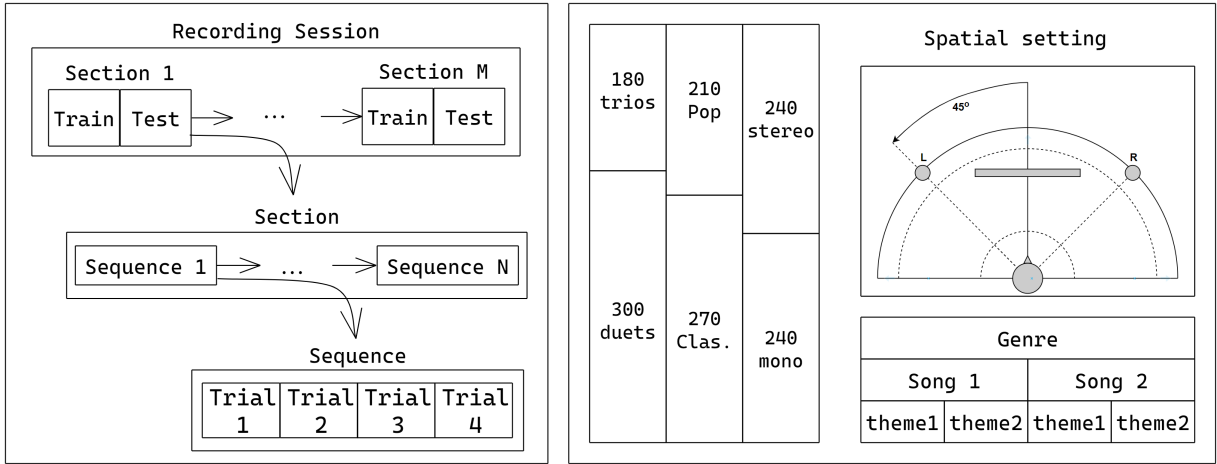 Recording Session
Section 1
Section M
Train Test ... Train Test
Section
Sequence 1 ... Sequence N
Sequence
Trial Trial Trial Trial
1 2 3 4
180
trios
300
duets
210
Pop
270
Clas.
240
stereo
240
mono
Spatial setting
45º
L
R
Genre
Song 1 Song 2
theme1 theme2 theme1 theme2